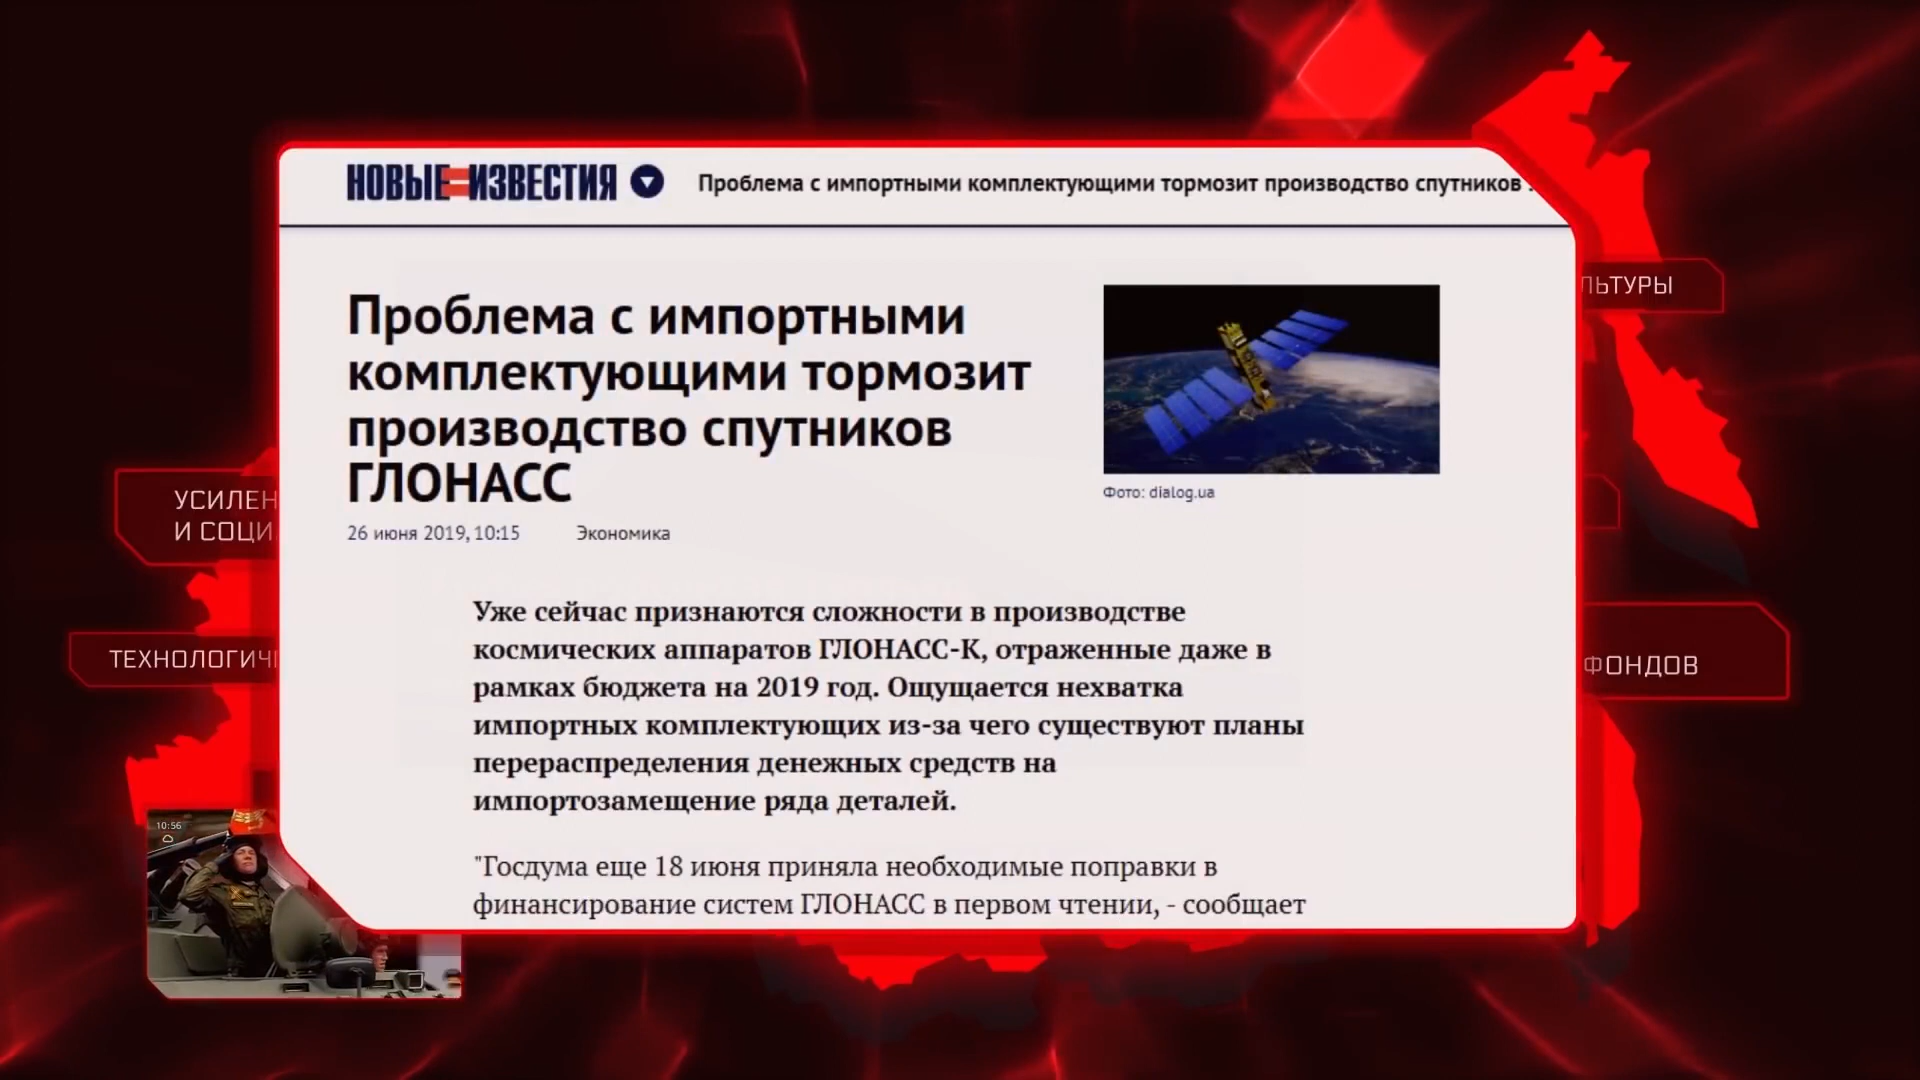 НОВЫЕ ИЗВЕСТИЯ
Проблема с импортными комплектующими тормозит производство спутников
Проблема с импортными
комплектующими тормозит
производство спутников
ГЛОНАСС
26 июня 2019, 10:15 Экономика
Фото: dialog.ua
Уже сейчас признаются сложности в производстве
космических аппаратов ГЛОНАСС-К, отраженные даже в
рамках бюджета на 2019 год. Ощущается нехватка
импортных комплектующих из-за чего существуют планы
перераспределения денежных средств на
импортозамещение ряда деталей.
"Госдума еще 18 июня приняла необходимые поправки в
финансирование систем ГЛОНАСС в первом чтении, - сообщает
ЛЬТУРЫ
УСИЛЕН
И СОЦИ
ТЕХНОЛОГИЧ
ФОНДОВ
10:56